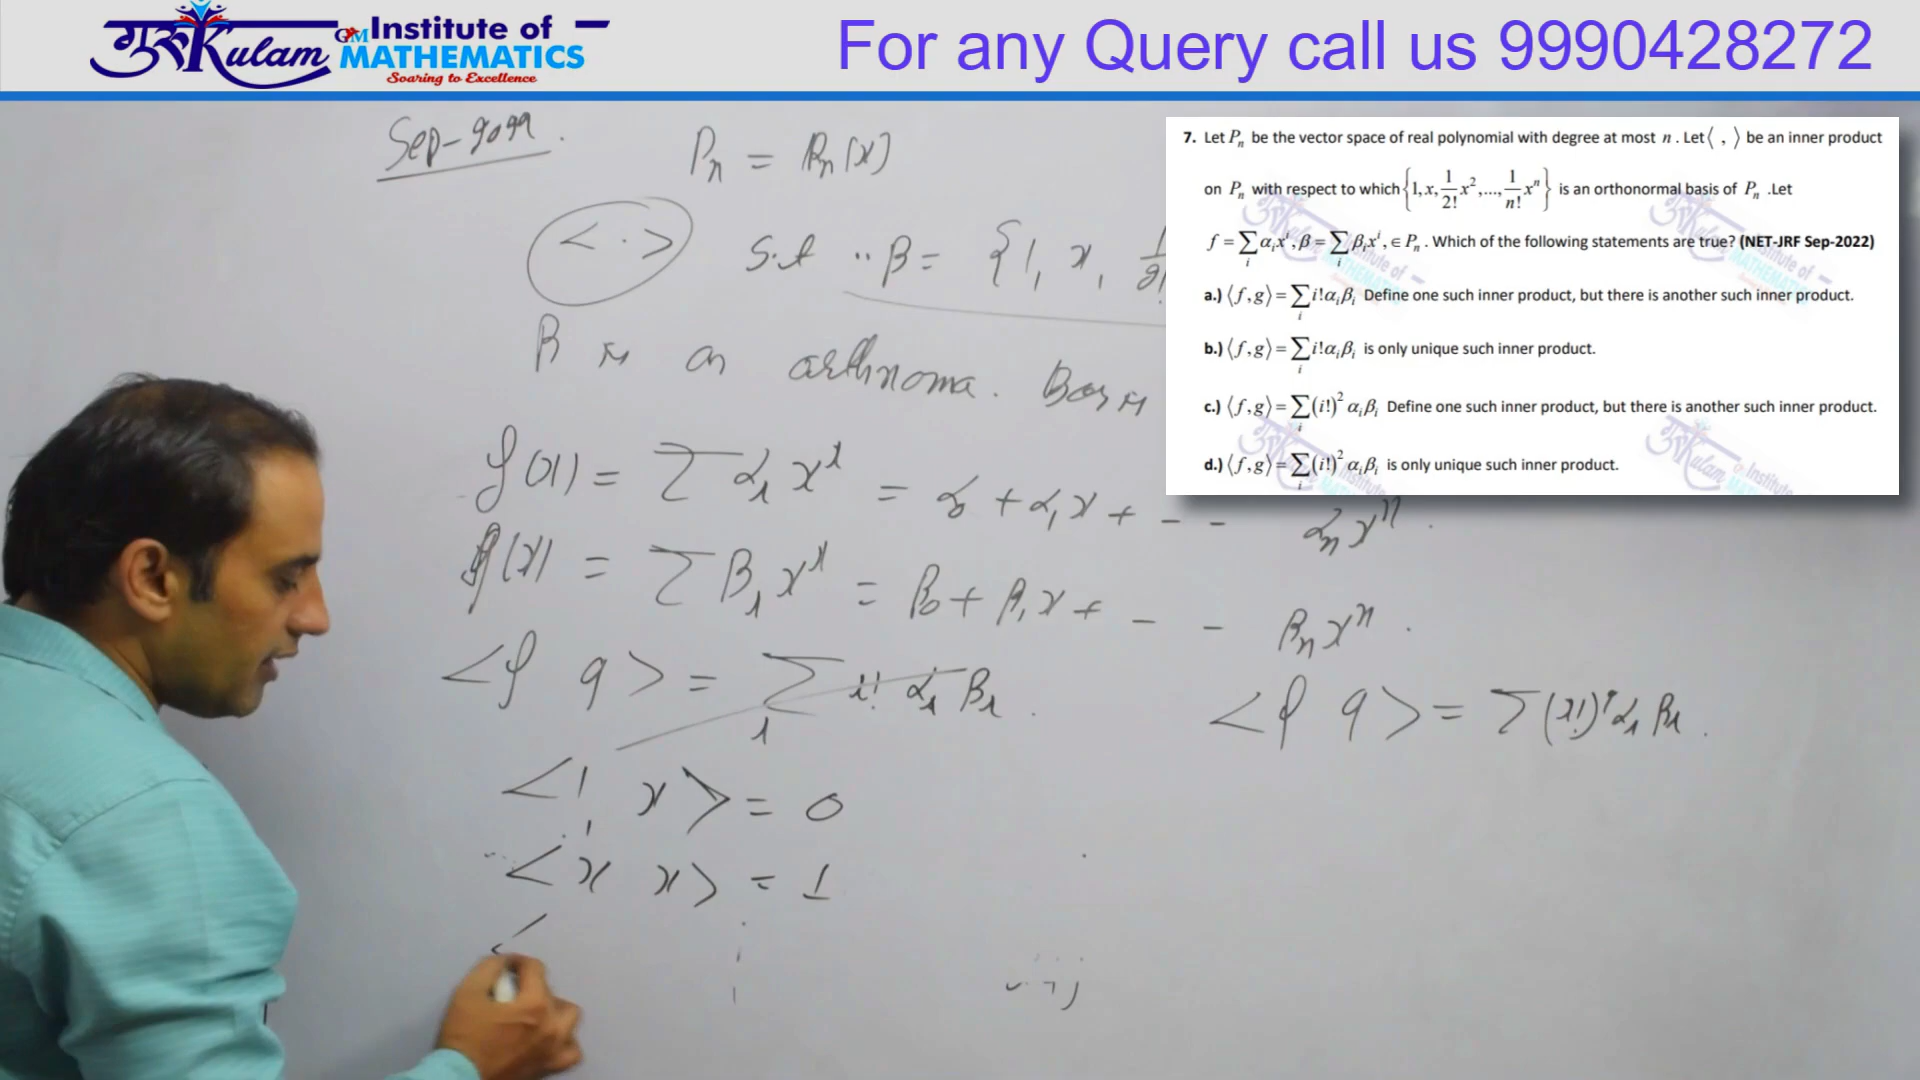 गुरुKulam GM Institute of MATHEMATICS
Soaring to Excellence
For any Query call us 9990428272
Sep-2022.
Pₙ = Pₙ(x)
< . > s.t β = {1, x, 1/2!
B is an orthnoma. Basis
f(x) = Σ αᵢ xⁱ = α₀ + α₁x + - - αₙxⁿ.
g(x) = Σ βᵢ xⁱ = β₀ + β₁x + - - βₙxⁿ.
<f g> = Σᵢ i! αᵢ βᵢ.
<f g> = Σ(i!)² αᵢ βᵢ.
<1, x> = 0
<x x> = 1
<
7. Let Pₙ be the vector space of real polynomial with degree at most n. Let ⟨ , ⟩ be an inner product
on Pₙ with respect to which {1, x, 1/2! x²,..., 1/n! xⁿ} is an orthonormal basis of Pₙ .Let
f = Σᵢ αᵢxⁱ, β = Σᵢ βᵢxⁱ, ∈ Pₙ. Which of the following statements are true? (NET-JRF Sep-2022)
a.) ⟨f,g⟩ = Σᵢ i!αᵢβᵢ Define one such inner product, but there is another such inner product.
b.) ⟨f,g⟩ = Σᵢ i!αᵢβᵢ is only unique such inner product.
c.) ⟨f,g⟩ = Σᵢ (i!)² αᵢβᵢ Define one such inner product, but there is another such inner product.
d.) ⟨f,g⟩ = Σᵢ (i!)² αᵢβᵢ is only unique such inner product.